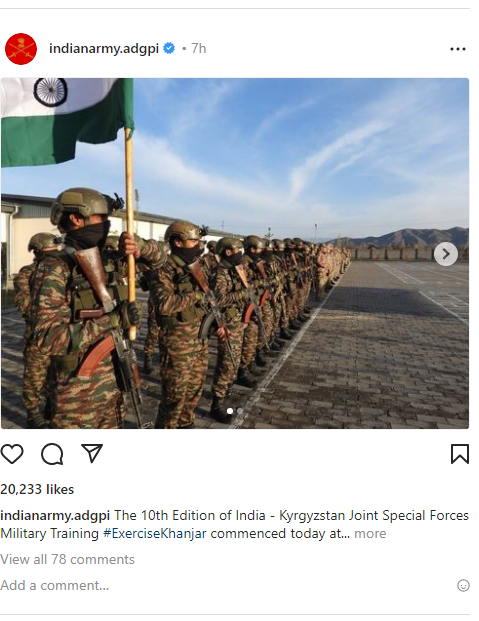 indianarmy.adgpi • 7h
20,233 likes
indianarmy.adgpi The 10th Edition of India - Kyrgyzstan Joint Special Forces
Military Training #ExerciseKhanjar commenced today at... more
View all 78 comments
Add a comment...